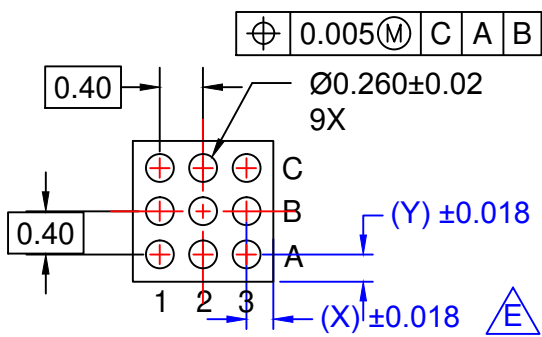 ⌖ 0.005Ⓜ C A B
0.40
Ø0.260±0.02
9X
C
B
A
0.40
(Y) ±0.018
1 2 3
(X) ±0.018
E